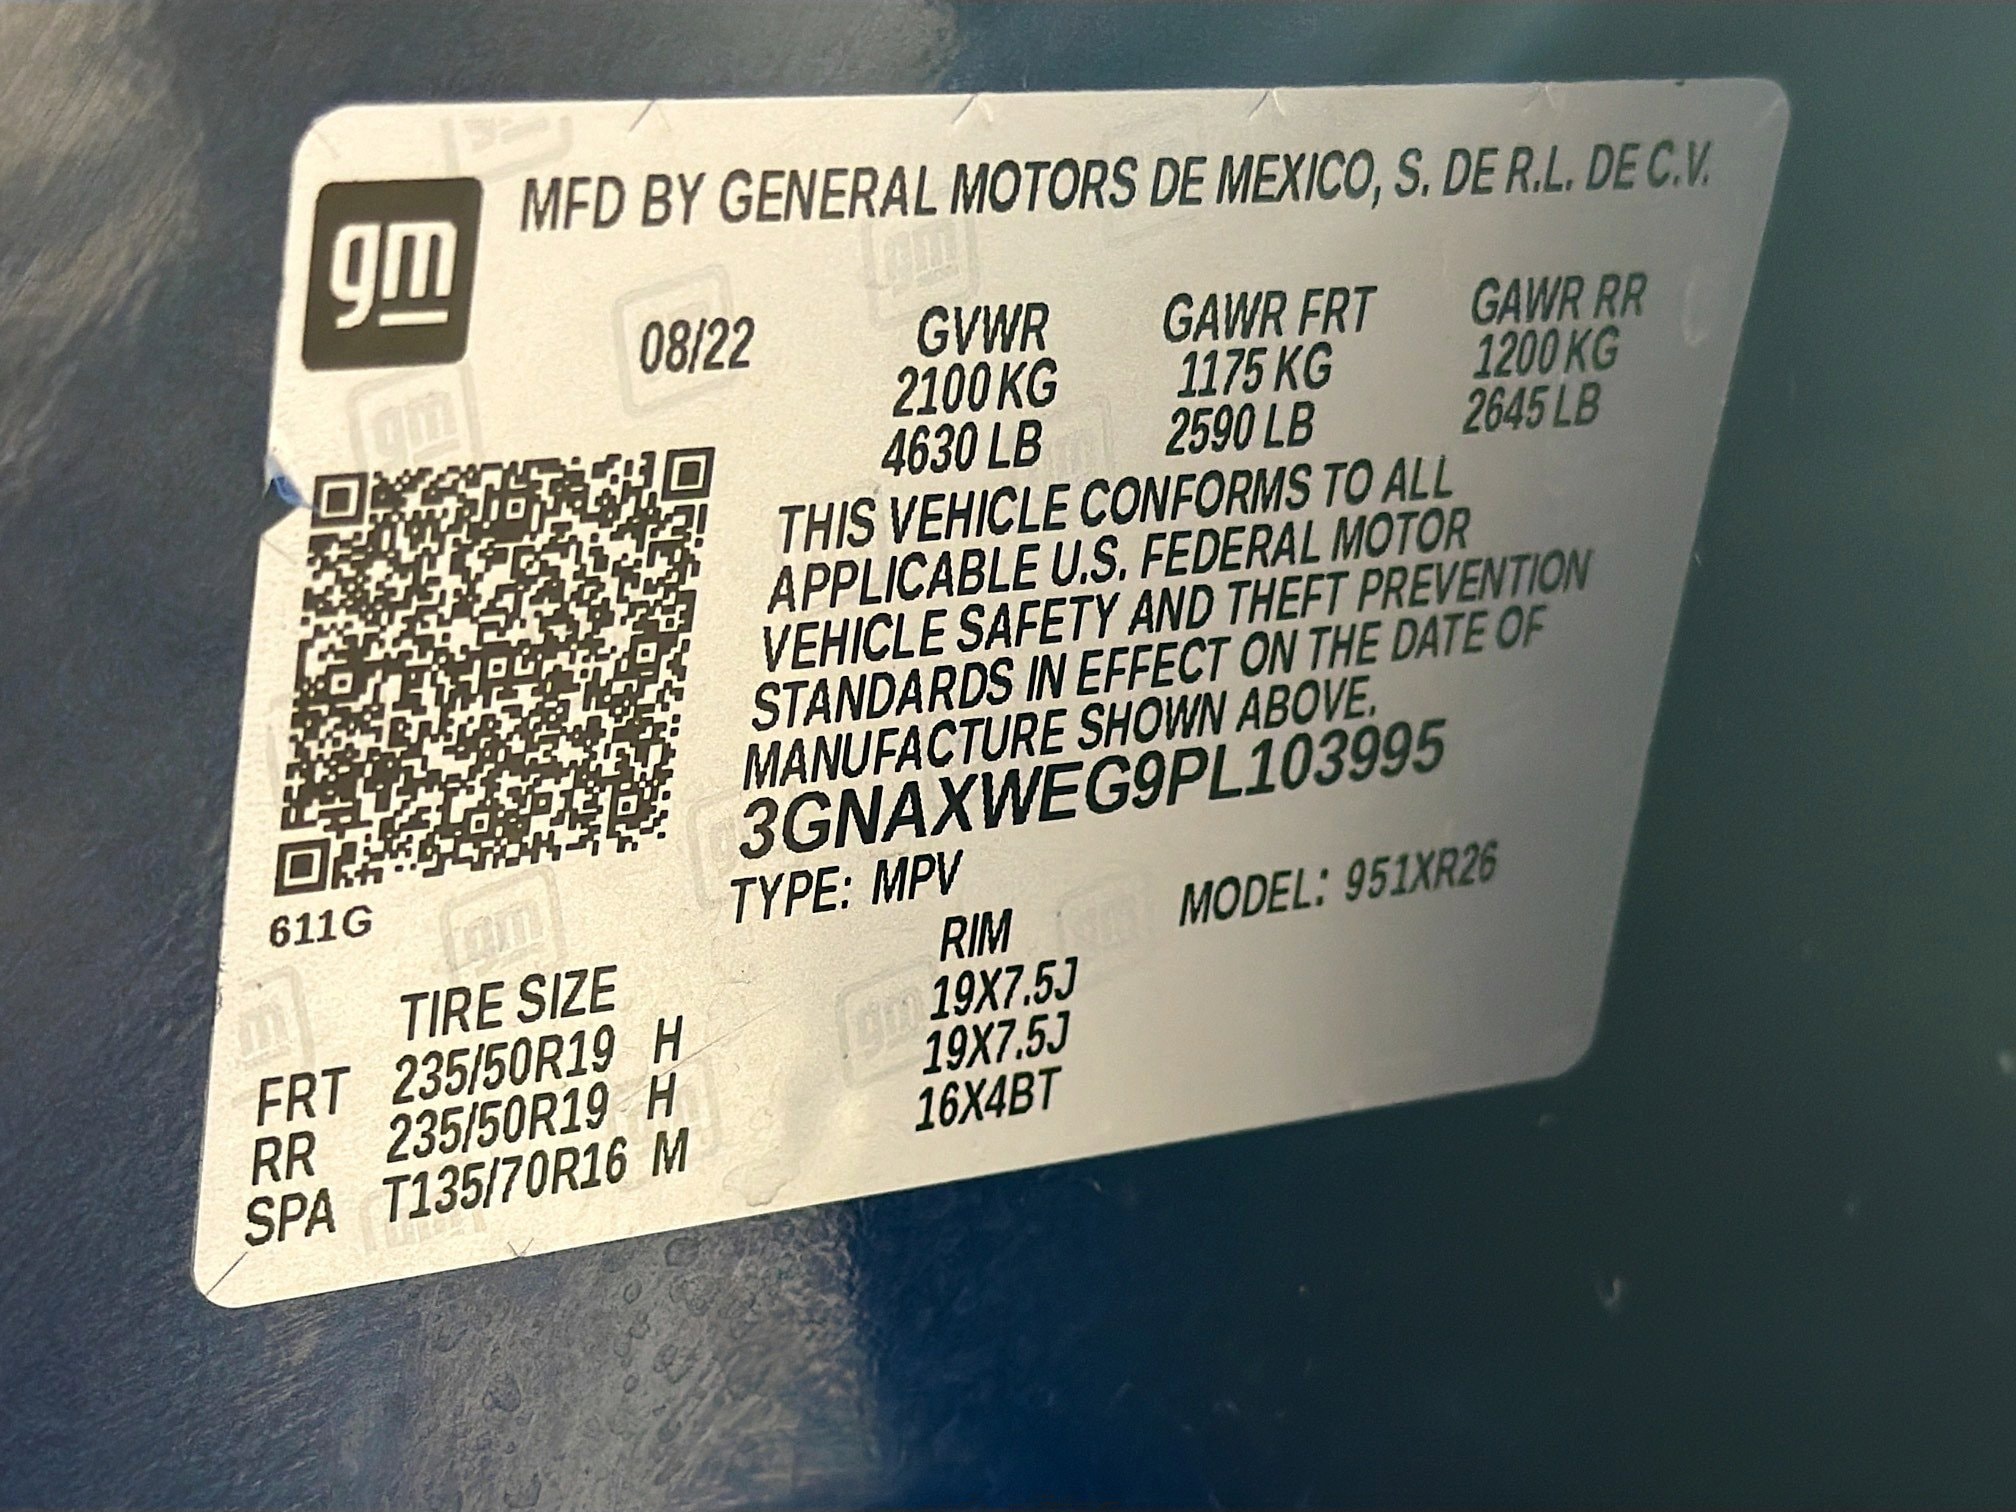 gm
MFD BY GENERAL MOTORS DE MEXICO, S. DE R.L. DE C.V.
08/22 GVWR GAWR FRT GAWR RR
2100 KG 1175 KG 1200 KG
4630 LB 2590 LB 2645 LB
THIS VEHICLE CONFORMS TO ALL
APPLICABLE U.S. FEDERAL MOTOR
VEHICLE SAFETY AND THEFT PREVENTION
STANDARDS IN EFFECT ON THE DATE OF
MANUFACTURE SHOWN ABOVE.
3GNAXWEG9PL103995
TYPE: MPV MODEL: 951XR26
611G
TIRE SIZE RIM
FRT 235/50R19 H 19X7.5J
RR 235/50R19 H 19X7.5J
SPA T135/70R16 M 16X4BT